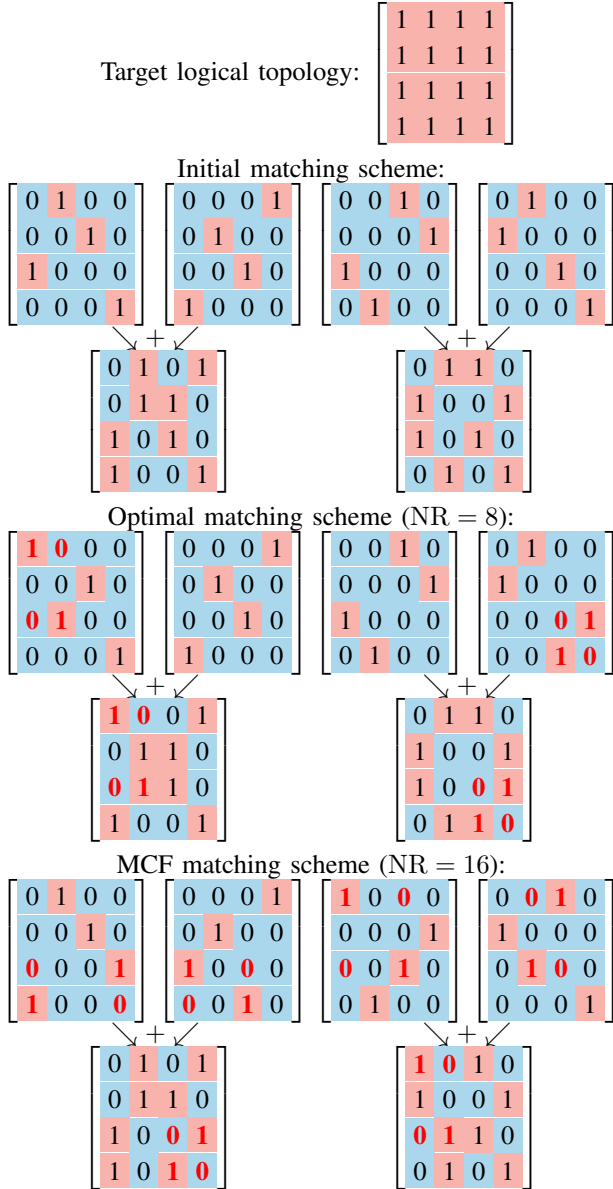 1 1 1 1
1 1 1 1
Target logical topology:
1 1 1 1
1 1 1 1
Initial matching scheme:
0 1 0 0 0 0 0 1 0 0 1 0 0 1 0 0
0 0 1 0 0 1 0 0 0 0 0 1 1 0 0 0
1 0 0 0 0 0 1 0 1 0 0 0 0 0 1 0
0 0 0 1 1 0 0 0 0 1 0 0 0 0 0 1
+ +
0 1 0 1 0 1 1 0
0 1 1 0 1 0 0 1
1 0 1 0 1 0 1 0
1 0 0 1 0 1 0 1
Optimal matching scheme (NR = 8):
1 0 0 0 0 0 0 1 0 0 1 0 0 1 0 0
0 0 1 0 0 1 0 0 0 0 0 1 1 0 0 0
0 1 0 0 0 0 1 0 1 0 0 0 0 0 0 1
0 0 0 1 1 0 0 0 0 1 0 0 0 0 1 0
+ +
1 0 0 1 0 1 1 0
0 1 1 0 1 0 0 1
0 1 1 0 1 0 0 1
1 0 0 1 0 1 1 0
MCF matching scheme (NR = 16):
0 1 0 0 0 0 0 1 1 0 0 0 0 0 1 0
0 0 1 0 0 1 0 0 0 0 0 1 1 0 0 0
0 0 0 1 1 0 0 0 0 0 1 0 0 1 0 0
1 0 0 0 0 0 1 0 0 1 0 0 0 0 0 1
+ +
0 1 0 1 1 0 1 0
0 1 1 0 1 0 0 1
1 0 0 1 0 1 1 0
1 0 1 0 0 1 0 1